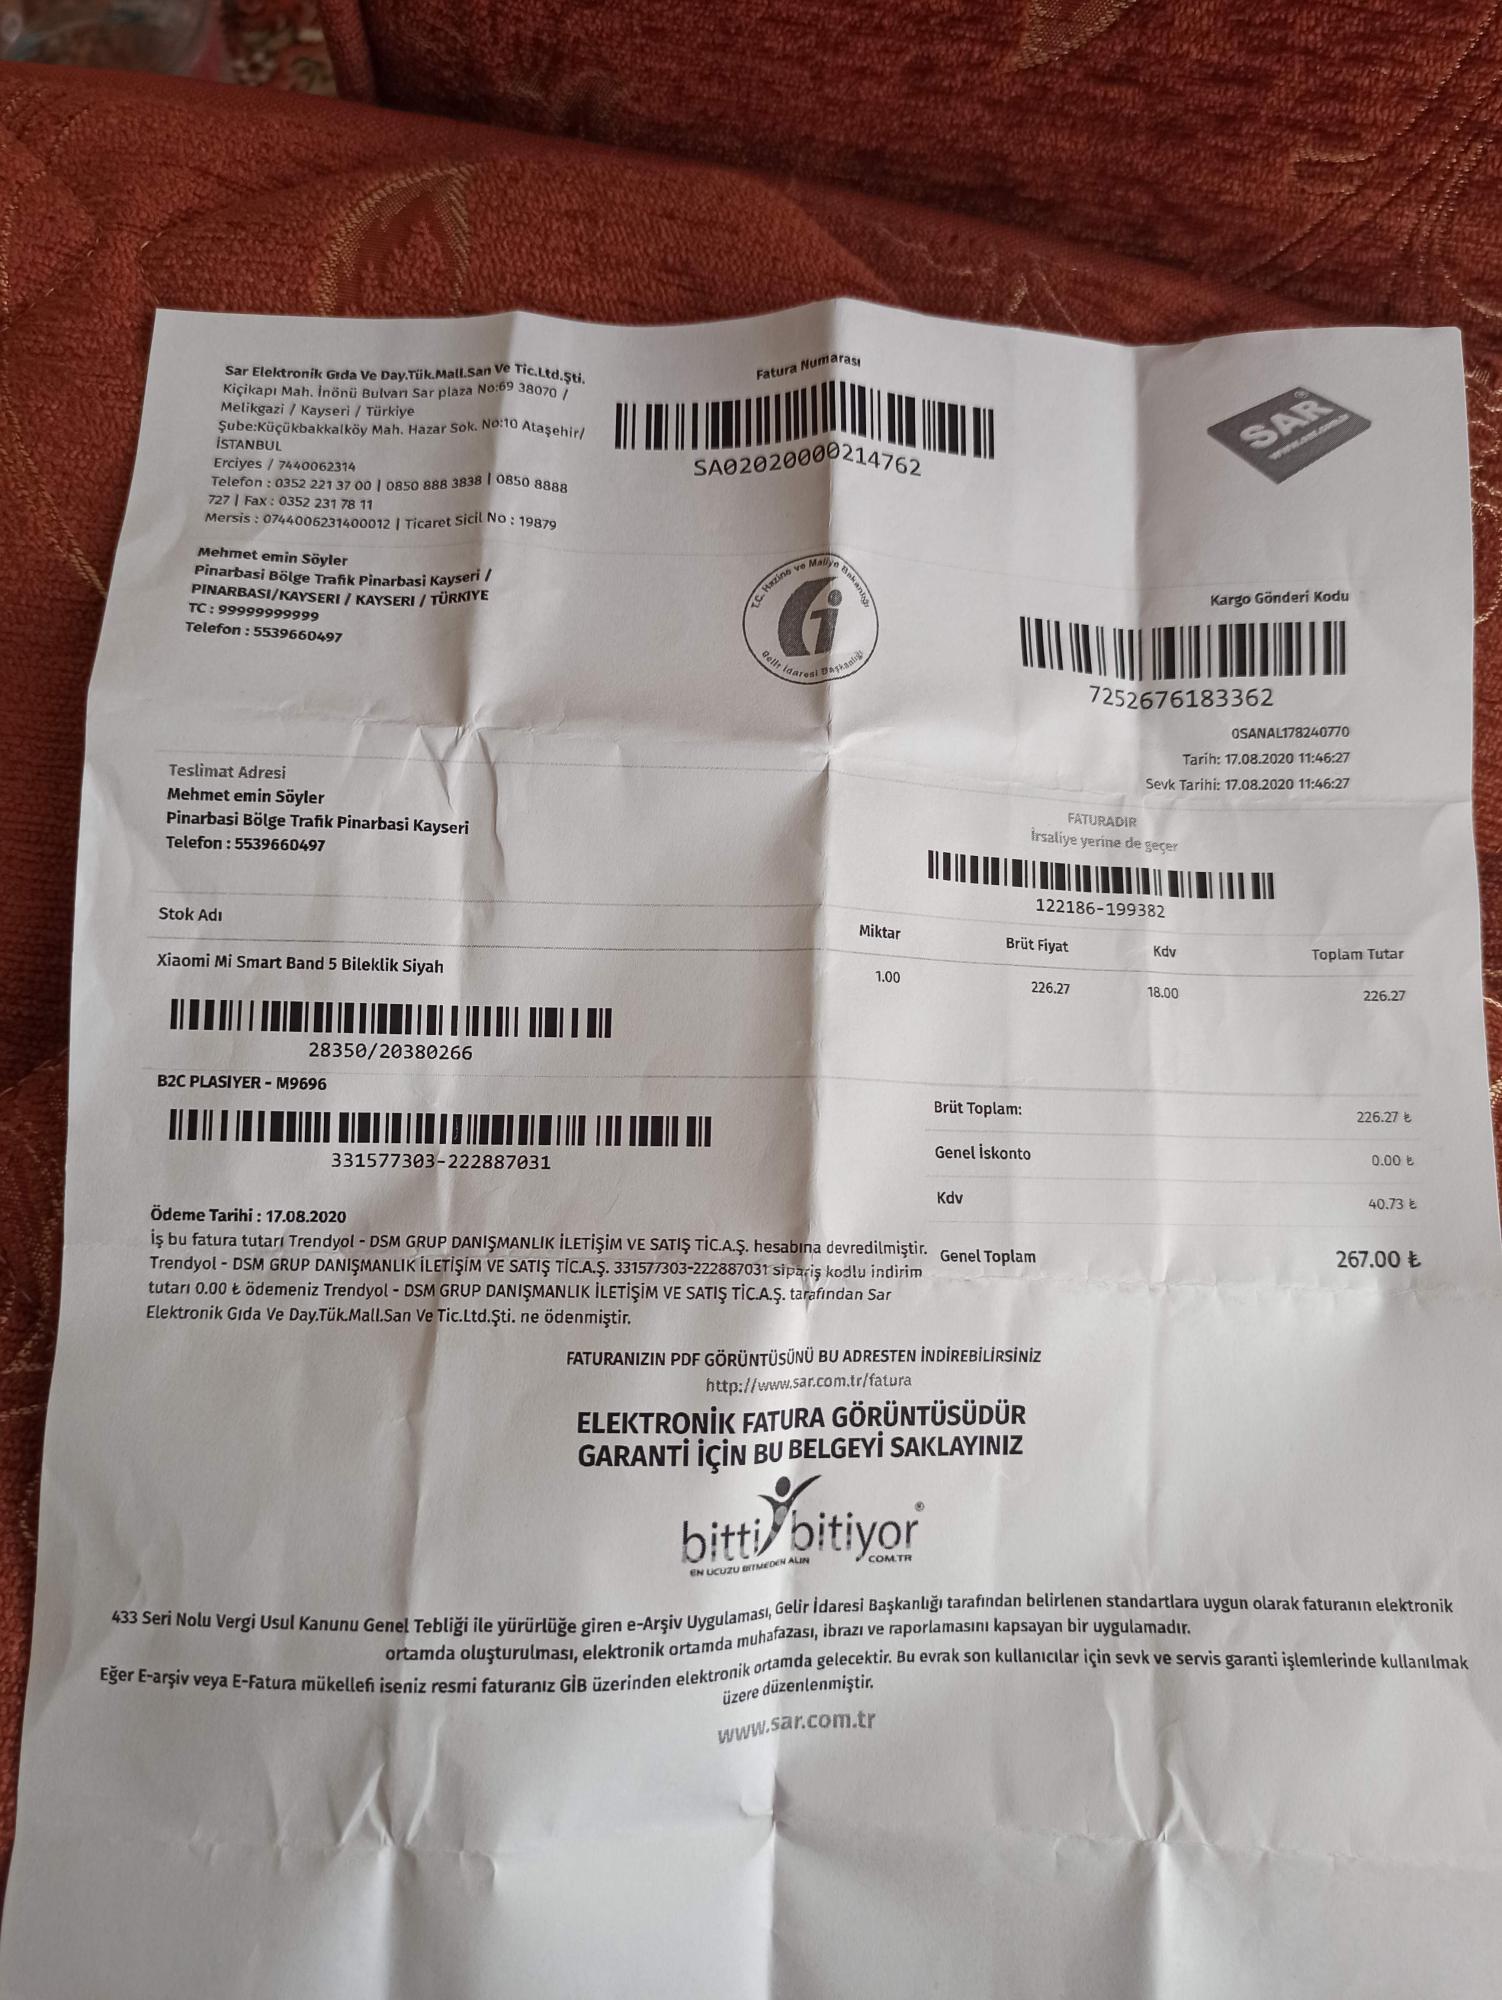 Sar Elektronik Gıda Ve Day.Tük.Mall.San Ve Tic.Ltd.Şti.
Kiçikapı Mah. İnönü Bulvarı Sar plaza No:69 38070 /
Melikgazi / Kayseri / Türkiye
Şube:Küçükbakkalköy Mah. Hazar Sok. No:10 Ataşehir/
İSTANBUL
Erciyes / 7440062314
Telefon : 0352 221 37 00 | 0850 888 3838 | 0850 8888
727 | Fax : 0352 231 78 11
Mersis : 0744006231400012 | Ticaret Sicil No : 19879
Fatura Numarası
SA02020000214762
SAR®
www.sar.com.tr
Mehmet emin Söyler
Pinarbasi Bölge Trafik Pinarbasi Kayseri /
PINARBASI/KAYSERI / KAYSERI / TÜRKIYE
TC : 99999999999
Telefon : 5539660497
T.C. Hazine ve Maliye Bakanlığı
Gelir İdaresi Başkanlığı
Kargo Gönderi Kodu
7252676183362
0SANAL178240770
Tarih: 17.08.2020 11:46:27
Sevk Tarihi: 17.08.2020 11:46:27
Teslimat Adresi
Mehmet emin Söyler
Pinarbasi Bölge Trafik Pinarbasi Kayseri
Telefon : 5539660497
FATURADIR
İrsaliye yerine de geçer
122186-199382
Stok Adı Miktar Brüt Fiyat Kdv Toplam Tutar
Xiaomi Mi Smart Band 5 Bileklik Siyah 1.00 226.27 18.00 226.27
28350/20380266
B2C PLASIYER - M9696
331577303-222887031
Brüt Toplam: 226.27 ₺
Genel İskonto 0.00 ₺
Kdv 40.73 ₺
Genel Toplam 267.00 ₺
Ödeme Tarihi : 17.08.2020
İş bu fatura tutarı Trendyol - DSM GRUP DANIŞMANLIK İLETİŞİM VE SATIŞ TİC.A.Ş. hesabına devredilmiştir.
Trendyol - DSM GRUP DANIŞMANLIK İLETİŞİM VE SATIŞ TİC.A.Ş. 331577303-222887031 sipariş kodlu indirim
tutarı 0.00 ₺ ödemeniz Trendyol - DSM GRUP DANIŞMANLIK İLETİŞİM VE SATIŞ TİC.A.Ş. tarafından Sar
Elektronik Gıda Ve Day.Tük.Mall.San Ve Tic.Ltd.Şti. ne ödenmiştir.
FATURANIZIN PDF GÖRÜNTÜSÜNÜ BU ADRESTEN İNDİREBİLİRSİNİZ
http://www.sar.com.tr/fatura
ELEKTRONİK FATURA GÖRÜNTÜSÜDÜR
GARANTİ İÇİN BU BELGEYİ SAKLAYINIZ
bittibitiyor®
EN UCUZU BITMEDEN ALIN COM.TR
433 Seri Nolu Vergi Usul Kanunu Genel Tebliği ile yürürlüğe giren e-Arşiv Uygulaması, Gelir İdaresi Başkanlığı tarafından belirlenen standartlara uygun olarak faturanın elektronik
ortamda oluşturulması, elektronik ortamda muhafazası, ibrazı ve raporlamasını kapsayan bir uygulamadır.
Eğer E-arşiv veya E-Fatura mükellefi iseniz resmi faturanız GİB üzerinden elektronik ortamda gelecektir. Bu evrak son kullanıcılar için sevk ve servis garanti işlemlerinde kullanılmak
üzere düzenlenmiştir.
www.sar.com.tr